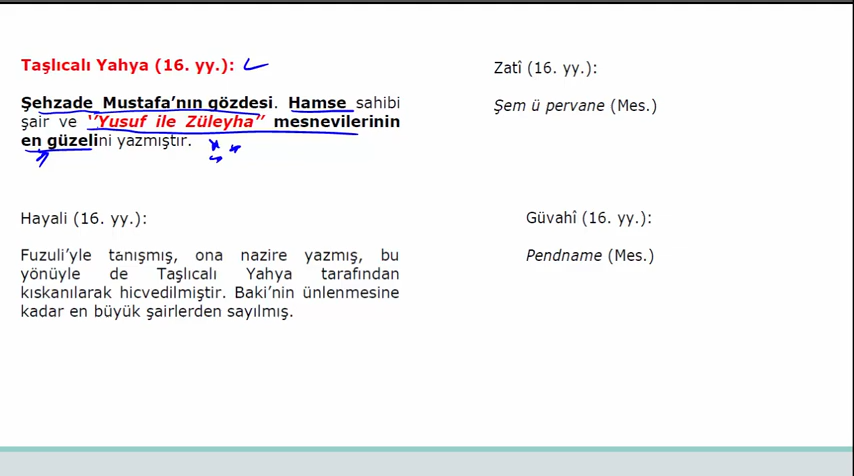 Taşlıcalı Yahya (16. yy.):
Şehzade Mustafa’nın gözdesi. Hamse sahibi
şair ve ‘’Yusuf ile Züleyha’’ mesnevilerinin
en güzelini yazmıştır.
Zatî (16. yy.):
Şem ü pervane (Mes.)
Hayali (16. yy.):
Fuzuli’yle tanışmış, ona nazire yazmış, bu
yönüyle de Taşlıcalı Yahya tarafından
kıskanılarak hicvedilmiştir. Baki’nin ünlenmesine
kadar en büyük şairlerden sayılmış.
Güvahî (16. yy.):
Pendname (Mes.)